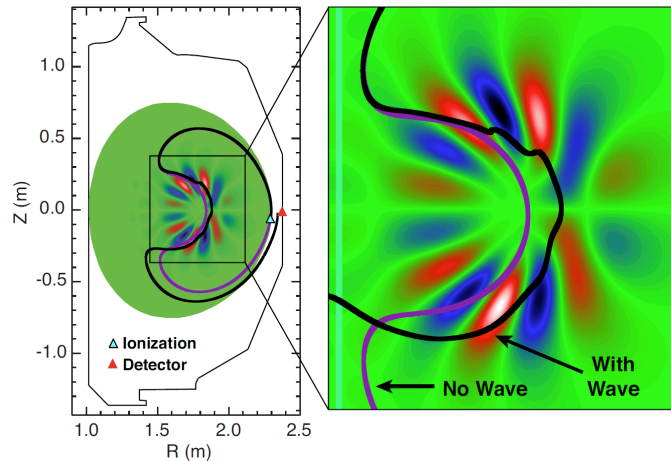 1.0
0.5
Z (m)
0.0
-0.5
-1.0
Ionization
Detector
1.0 1.5 2.0 2.5
R (m)
With
Wave
No Wave